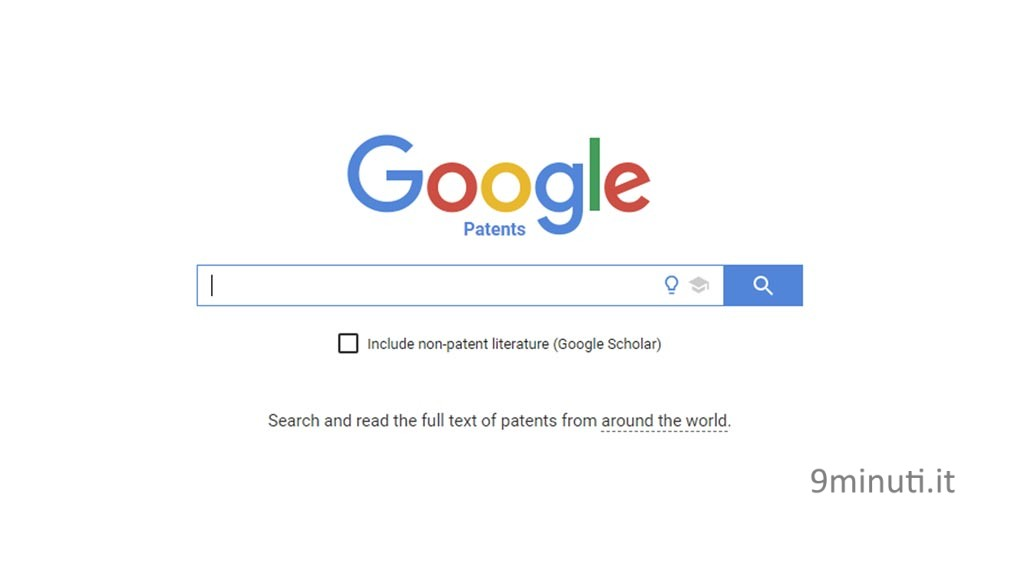 Google
Patents
Include non-patent literature (Google Scholar)
Search and read the full text of patents from around the world.
9minuti.it